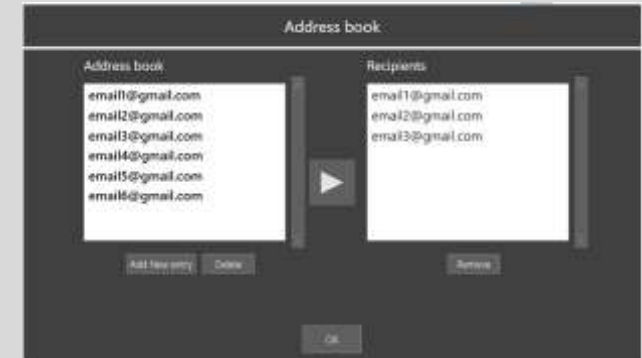 Address book
Address book
email1@gmail.com
email2@gmail.com
email3@gmail.com
email4@gmail.com
email5@gmail.com
email6@gmail.com
Add New entry
Delete
Recipients
email1@gmail.com
email2@gmail.com
email3@gmail.com
Remove
OK